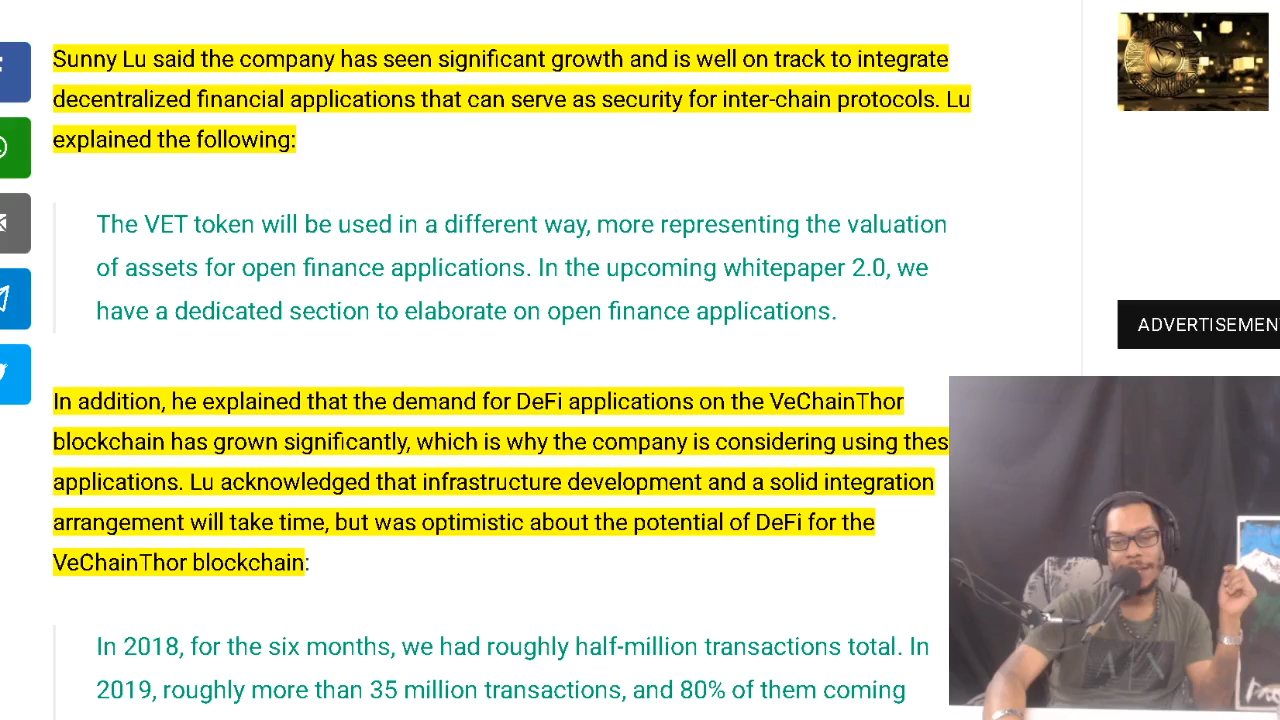 Sunny Lu said the company has seen significant growth and is well on track to integrate
decentralized financial applications that can serve as security for inter-chain protocols. Lu
explained the following:
The VET token will be used in a different way, more representing the valuation
of assets for open finance applications. In the upcoming whitepaper 2.0, we
have a dedicated section to elaborate on open finance applications.
ADVERTISEMEN
In addition, he explained that the demand for DeFi applications on the VeChainThor
blockchain has grown significantly, which is why the company is considering using thes
applications. Lu acknowledged that infrastructure development and a solid integration
arrangement will take time, but was optimistic about the potential of DeFi for the
VeChainThor blockchain:
In 2018, for the six months, we had roughly half-million transactions total. In
2019, roughly more than 35 million transactions, and 80% of them coming